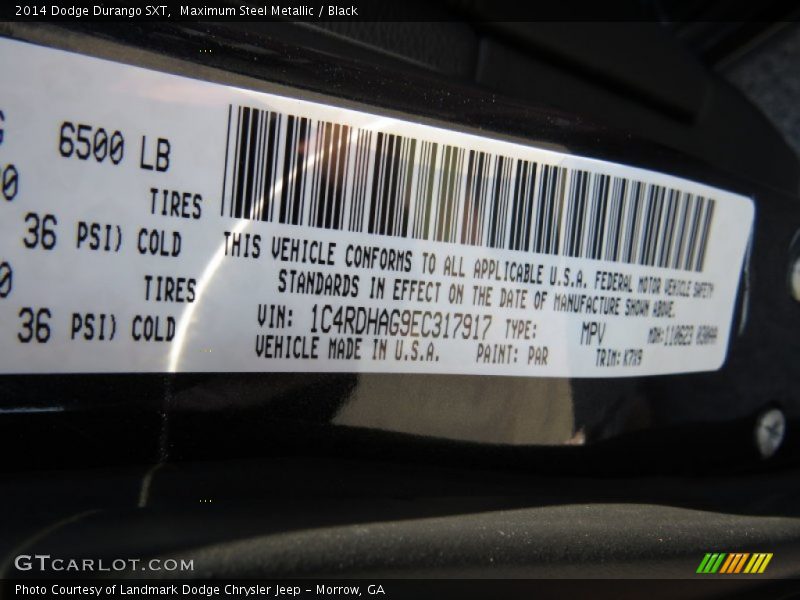 2014 Dodge Durango SXT,  Maximum Steel Metallic / Black
6500 LB
TIRES
36 PSI) COLD
TIRES
36 PSI) COLD
THIS VEHICLE CONFORMS TO ALL APPLICABLE U.S.A. FEDERAL MOTOR VEHICLE SAFETY
STANDARDS IN EFFECT ON THE DATE OF MANUFACTURE SHOWN ABOVE.
VIN: 1C4RDHAG9EC317917 TYPE: MPV
VEHICLE MADE IN U.S.A. PAINT: PAR TRIM:
GTCARLOT.COM
Photo Courtesy of Landmark Dodge Chrysler Jeep – Morrow, GA